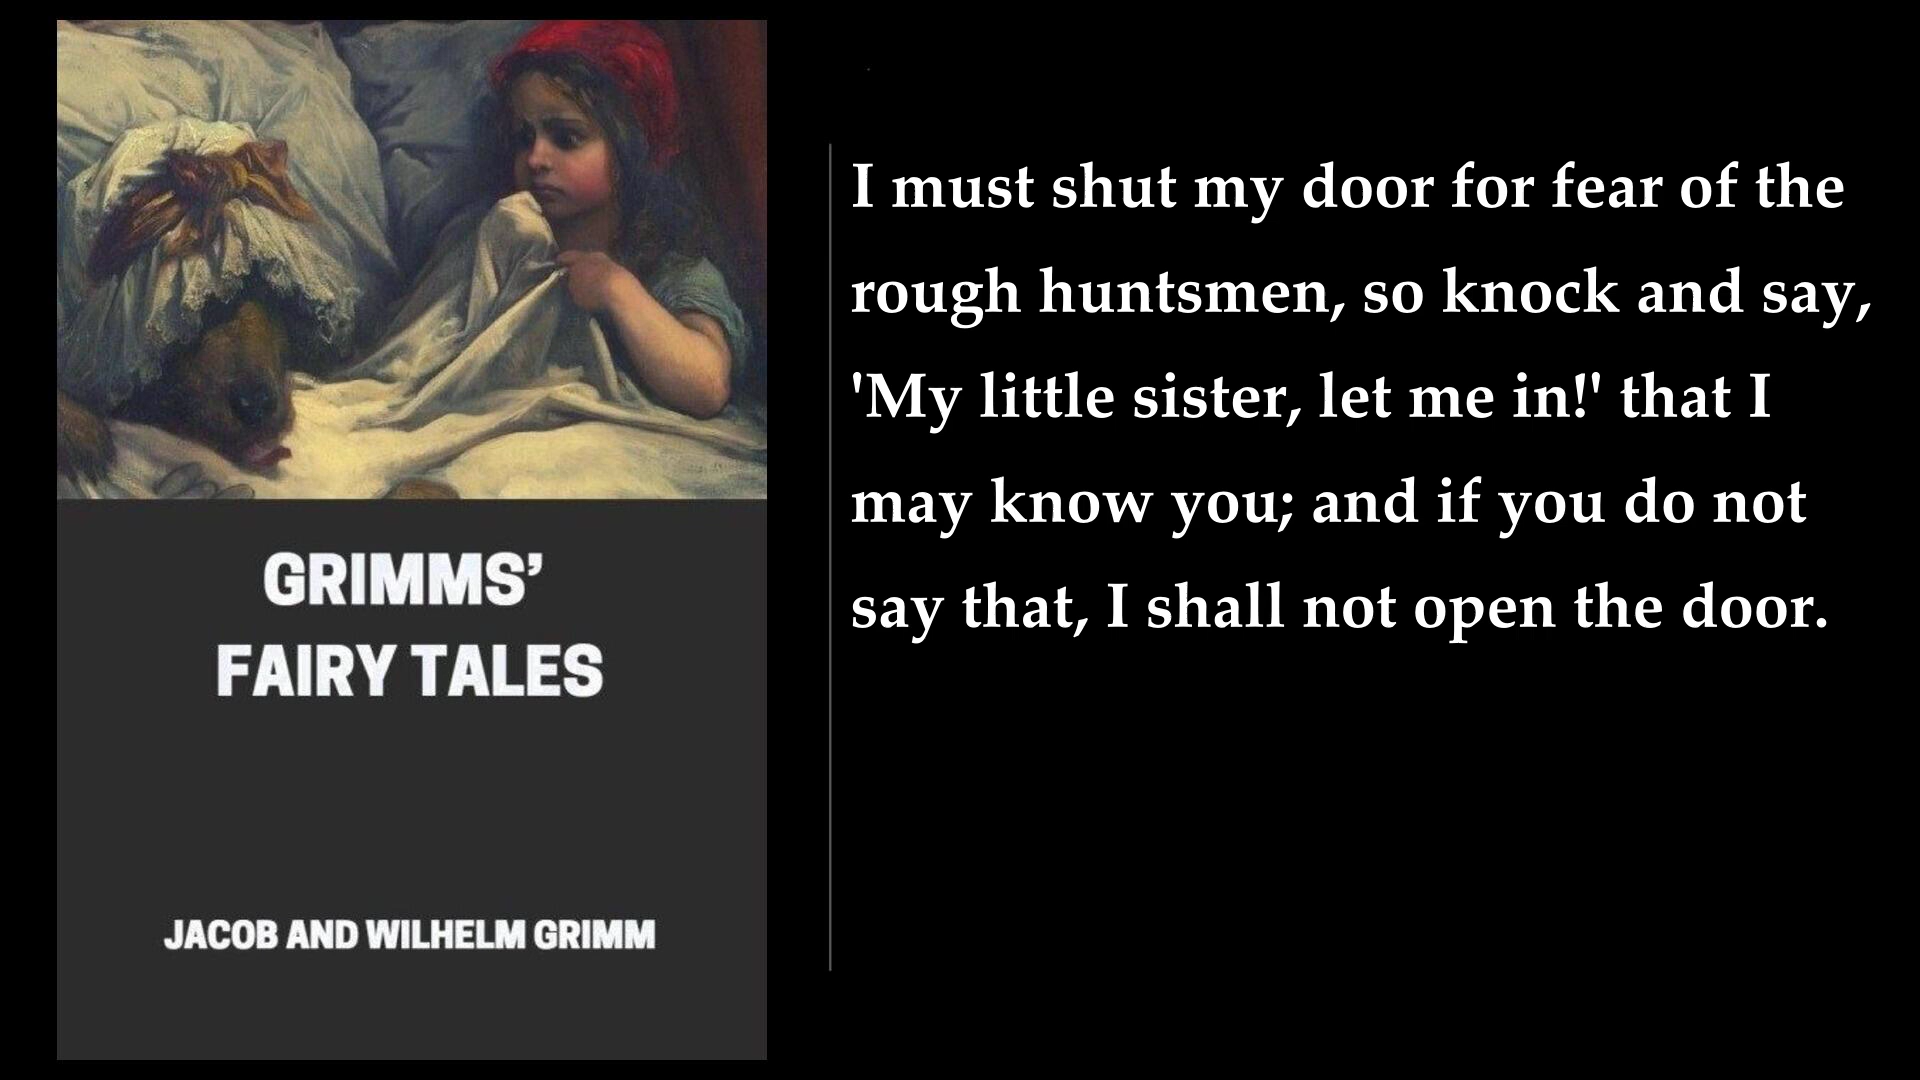 GRIMMS’
FAIRY TALES
JACOB AND WILHELM GRIMM
I must shut my door for fear of the
rough huntsmen, so knock and say,
'My little sister, let me in!' that I
may know you; and if you do not
say that, I shall not open the door.